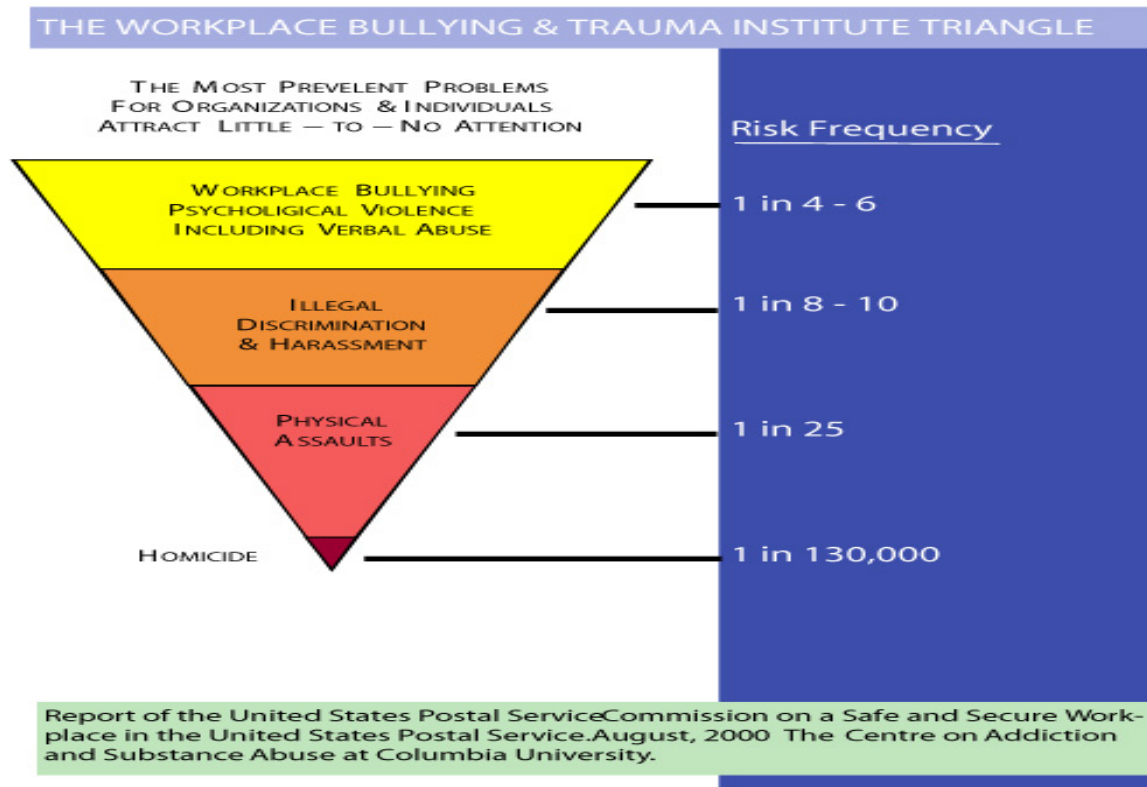 THE WORKPLACE BULLYING & TRAUMA INSTITUTE TRIANGLE
THE MOST PREVELENT PROBLEMS
FOR ORGANIZATIONS & INDIVIDUALS
ATTRACT LITTLE – TO – NO ATTENTION
Risk Frequency
WORKPLACE BULLYING
PSYCHOLIGICAL VIOLENCE
INCLUDING VERBAL ABUSE
1 in 4 - 6
ILLEGAL
DISCRIMINATION
& HARASSMENT
1 in 8 - 10
PHYSICAL
ASSAULTS
1 in 25
HOMICIDE
1 in 130,000
Report of the United States Postal ServiceCommission on a Safe and Secure Work-
place in the United States Postal Service.August, 2000 The Centre on Addiction
and Substance Abuse at Columbia University.